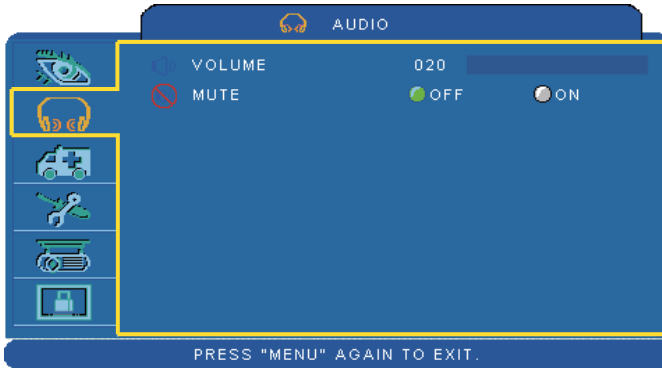 AUDIO
VOLUME 020
MUTE OFF ON
PRESS "MENU" AGAIN TO EXIT.